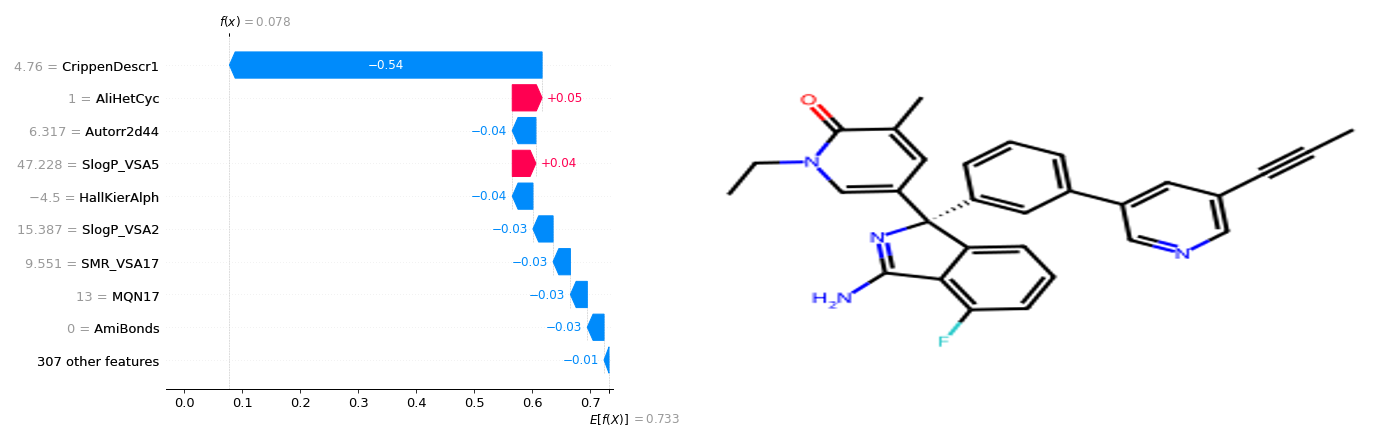 f(x) = 0.078
4.76 = CrippenDescr1
−0.54
1 = AliHetCyc
+0.05
6.317 = Autorr2d44
−0.04
47.228 = SlogP_VSA5
+0.04
−4.5 = HallKierAlph
−0.04
15.387 = SlogP_VSA2
−0.03
9.551 = SMR_VSA17
−0.03
13 = MQN17
−0.03
0 = AmiBonds
−0.03
307 other features
−0.01
0.0 0.1 0.2 0.3 0.4 0.5 0.6 0.7
E[f(X)] = 0.733
O
N
N
H2N
F
N